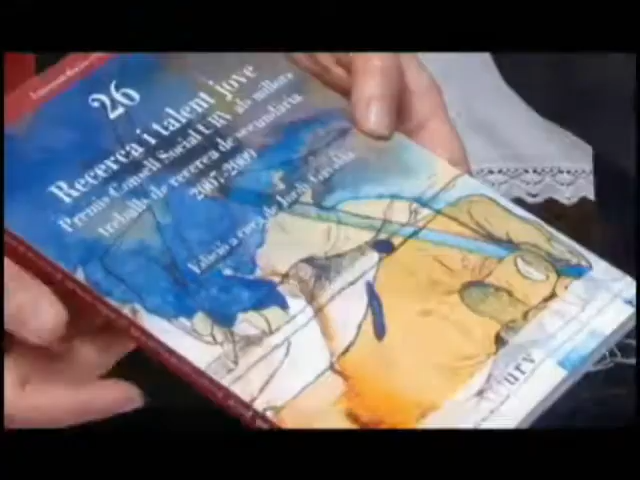 26
Recerca i talent jove
Premis Consell Social URV als millors
treballs de recerca de secundària
2007-2009
Edició a cura de Jordi Gavaldà
urv